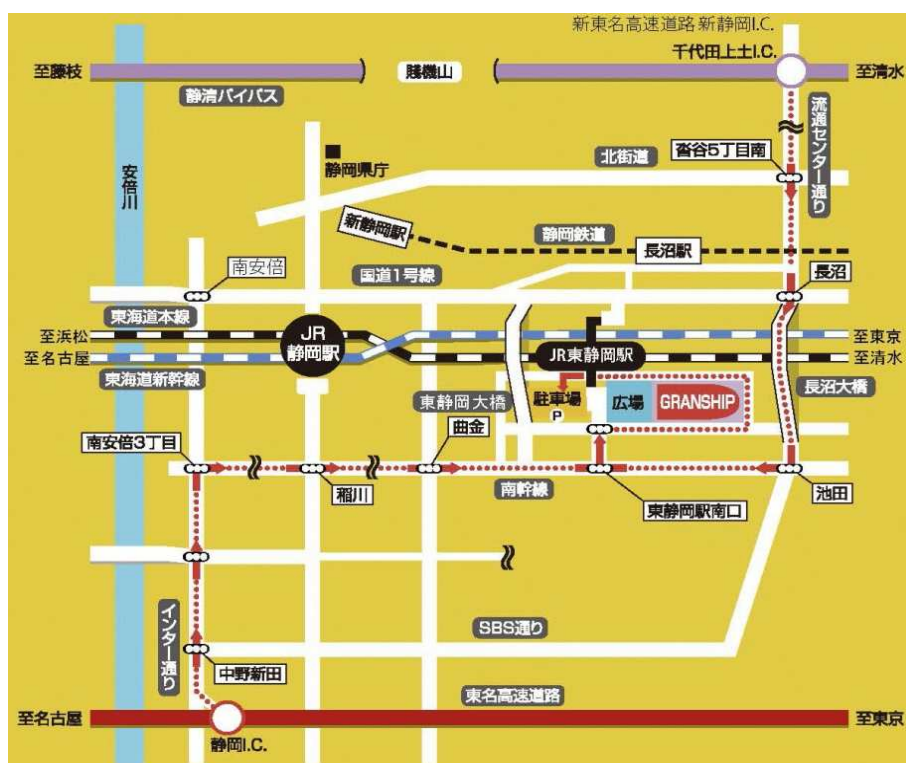 新東名高速道路 新静岡I.C.
千代田上土I.C.
至藤枝
賤機山
至清水
静清バイパス
流通センター通り
安倍川
静岡県庁
北街道
沓谷5丁目南
新静岡駅
静岡鉄道
長沼駅
南安倍
国道1号線
長沼
東海道本線
至浜松
JR
静岡駅
至東京
至名古屋
JR東静岡駅
至清水
東海道新幹線
東静岡大橋
駐車場
P
広場
GRANSHIP
長沼大橋
南安倍3丁目
曲金
稲川
南幹線
東静岡駅南口
池田
インター通り
SBS通り
中野新田
東名高速道路
至名古屋
至東京
静岡I.C.